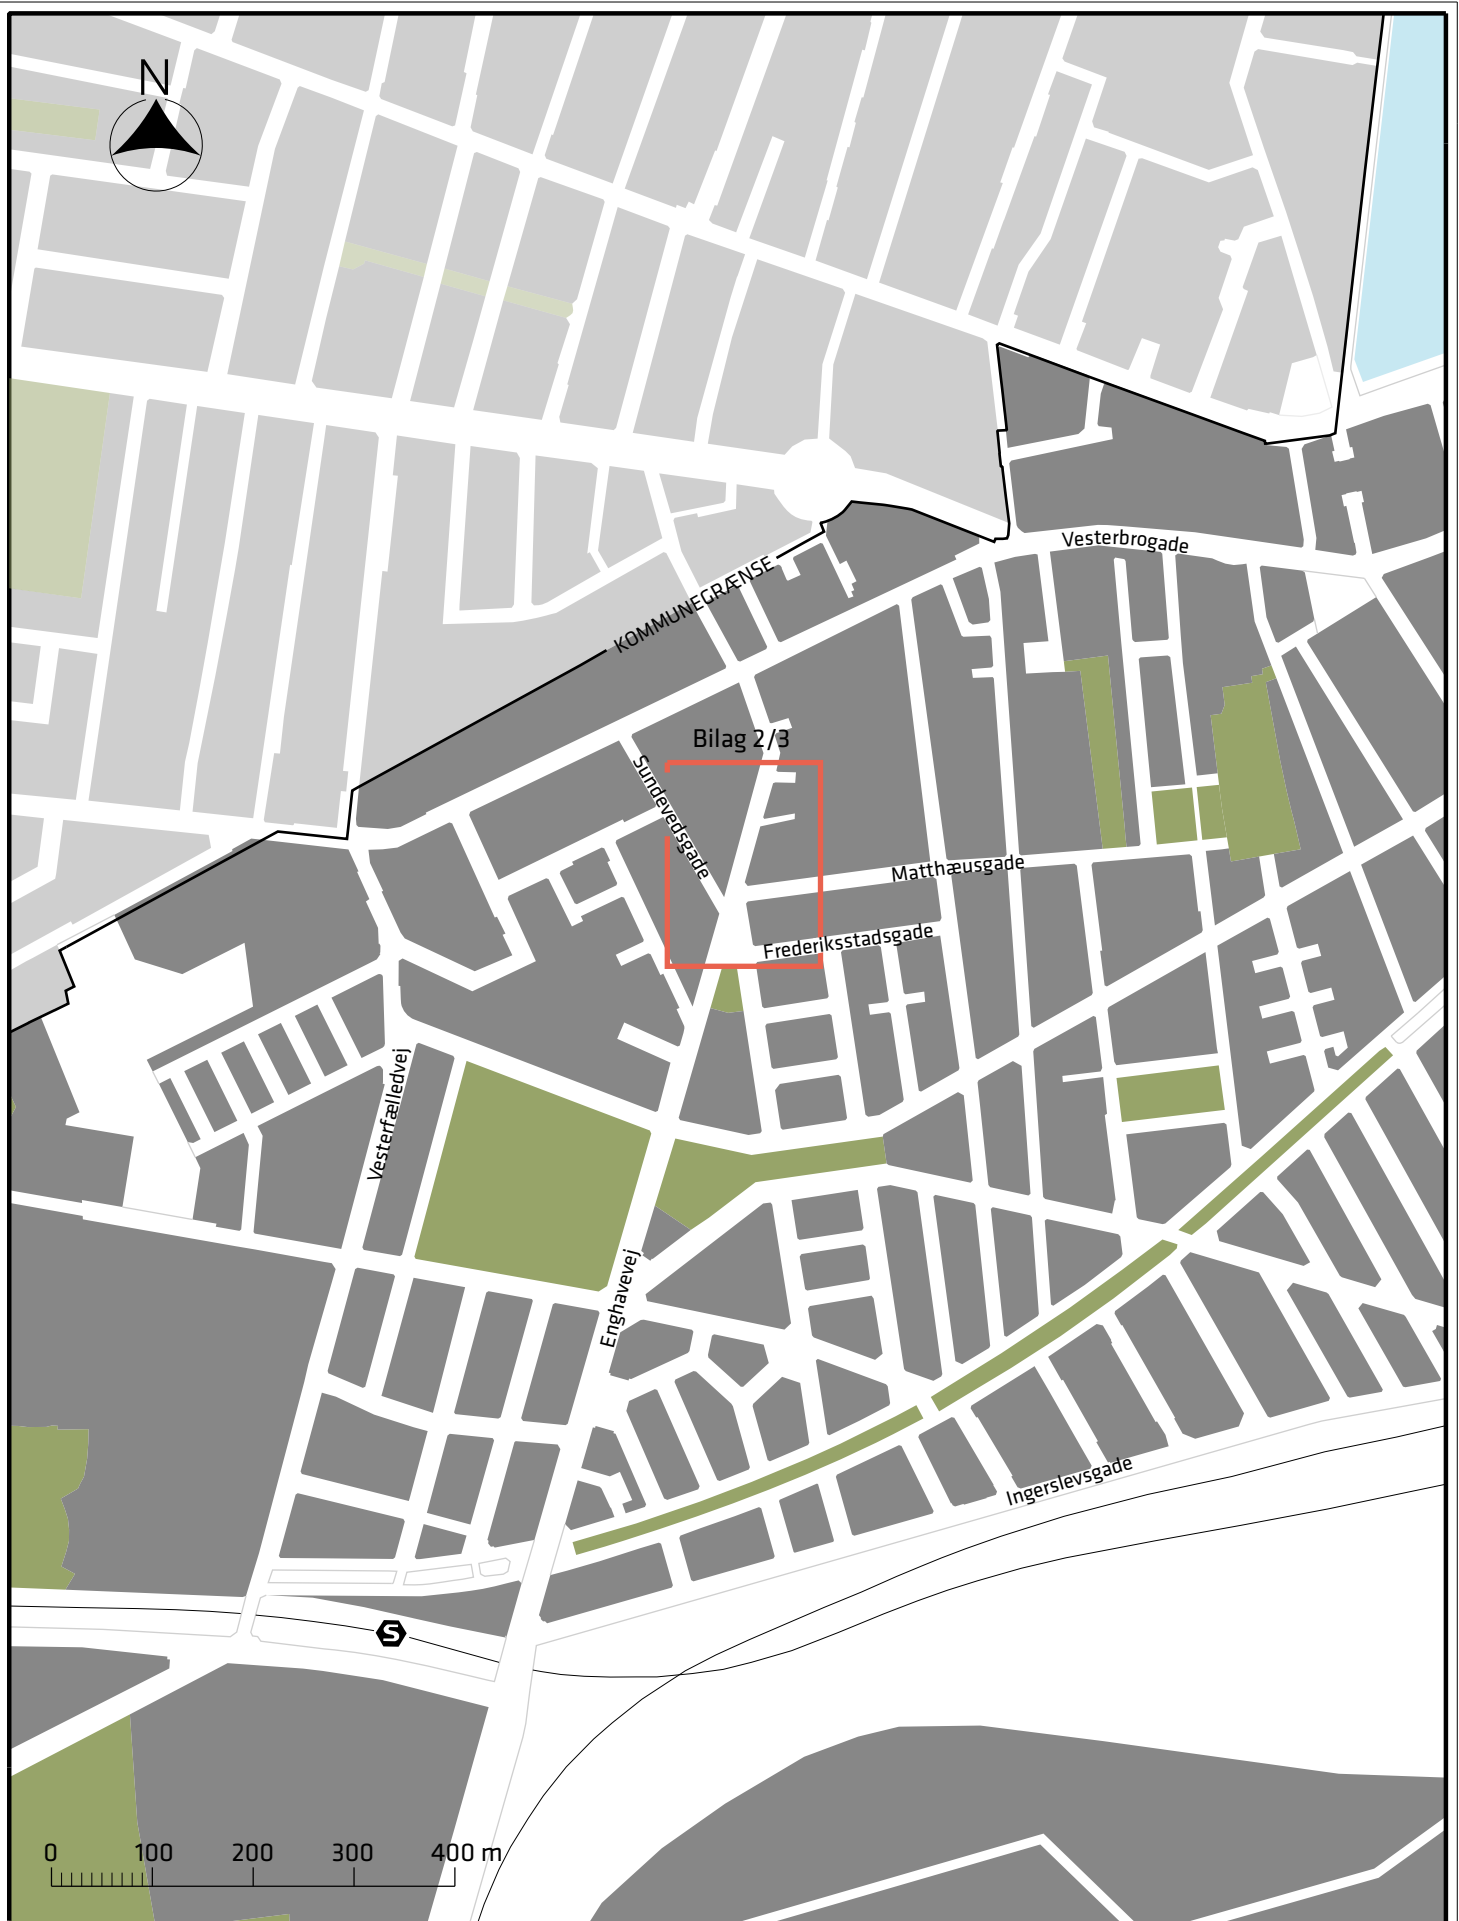 N
Vesterbrogade
KOMMUNEGRÆNSE
Bilag 2/3
Sundevedsgade
Matthæusgade
Frederiksstadsgade
Vesterfælledvej
Enghavevej
Ingerslevsgade
S
0 100 200 300 400 m